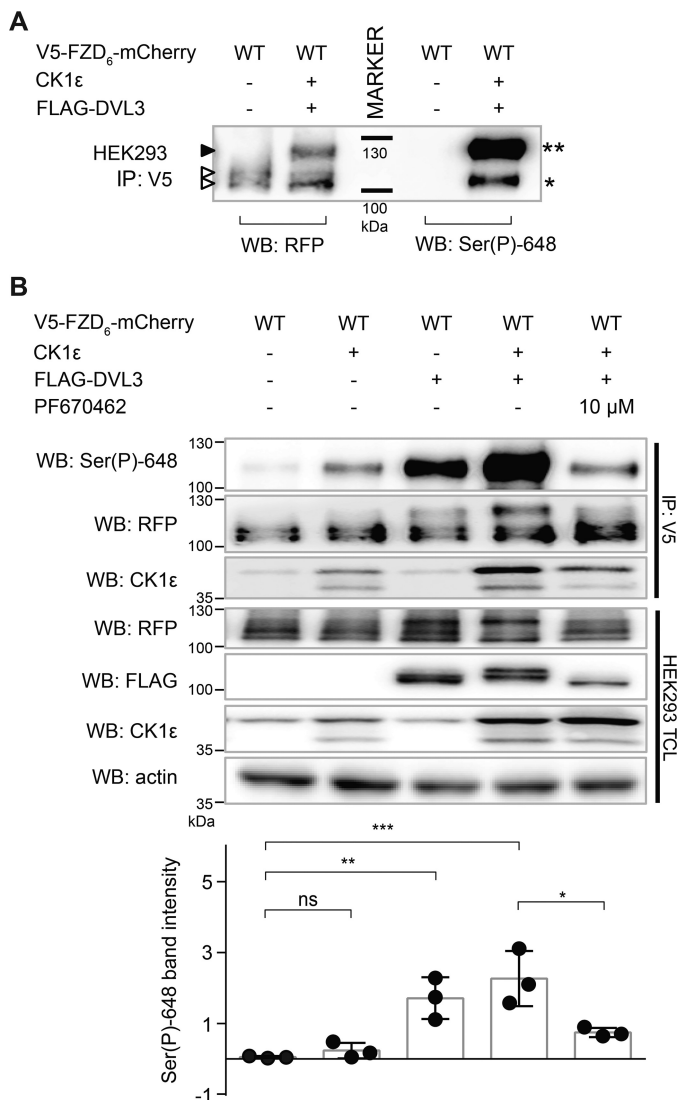 A
V5-FZD6-mCherry WT WT MARKER WT WT
CK1ε - + - +
FLAG-DVL3 - + - +
HEK293 130 **
IP: V5 *
100
kDa
WB: RFP WB: Ser(P)-648
B
V5-FZD6-mCherry WT WT WT WT WT
CK1ε - + - + +
FLAG-DVL3 - - + + +
PF670462 - - - - 10 µM
WB: Ser(P)-648 130
100
WB: RFP 130
100
IP: V5
WB: CK1ε
35
WB: RFP 130
100
WB: FLAG
100
HEK293 TCL
WB: CK1ε
35
WB: actin
35
kDa
***
**
ns
*
Ser(P)-648 band intensity
5
3
1
-1